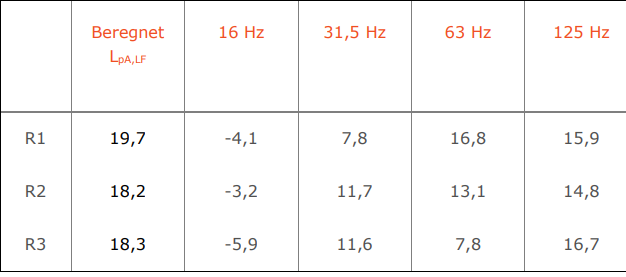 Beregnet 16 Hz 31,5 Hz 63 Hz 125 Hz
LpA,LF
R1 19,7 -4,1 7,8 16,8 15,9
R2 18,2 -3,2 11,7 13,1 14,8
R3 18,3 -5,9 11,6 7,8 16,7